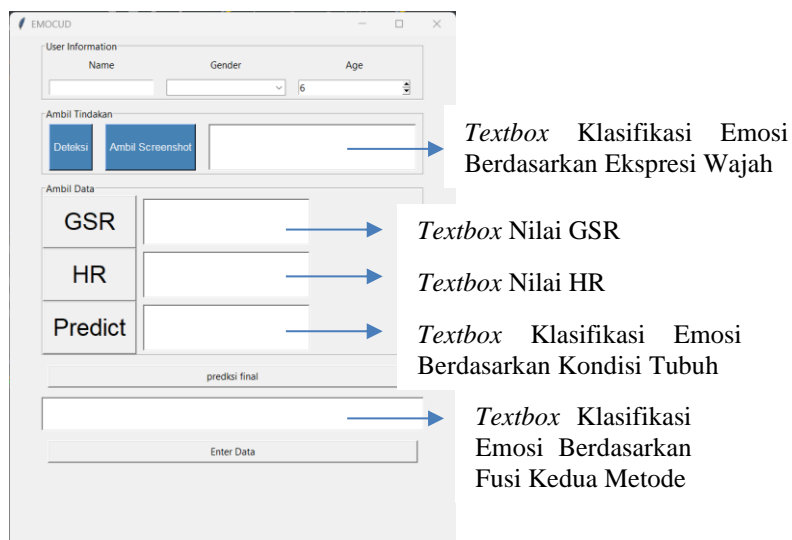 EMOCUD
User Information
Name Gender Age
6
Ambil Tindakan
Deteksi Ambil Screenshot
Textbox Klasifikasi Emosi
Berdasarkan Ekspresi Wajah
Ambil Data
GSR
Textbox Nilai GSR
HR
Textbox Nilai HR
Predict
Textbox Klasifikasi Emosi
Berdasarkan Kondisi Tubuh
predksi final
Textbox Klasifikasi
Emosi Berdasarkan
Fusi Kedua Metode
Enter Data